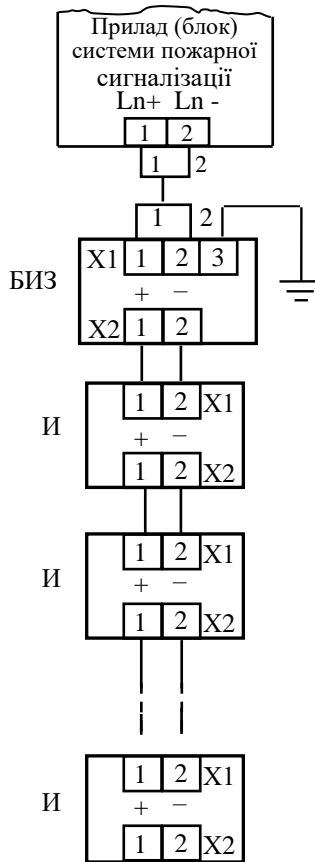 Прилад (блок)
системи пожарної
сигналізації
Ln+ Ln -
1 2
1 2
1 2
X1 1 2 3
БИЗ
+ −
X2 1 2
1 2 X1
И
+ −
1 2 X2
1 2 X1
И
+ −
1 2 X2
1 2 X1
И
+ −
1 2 X2